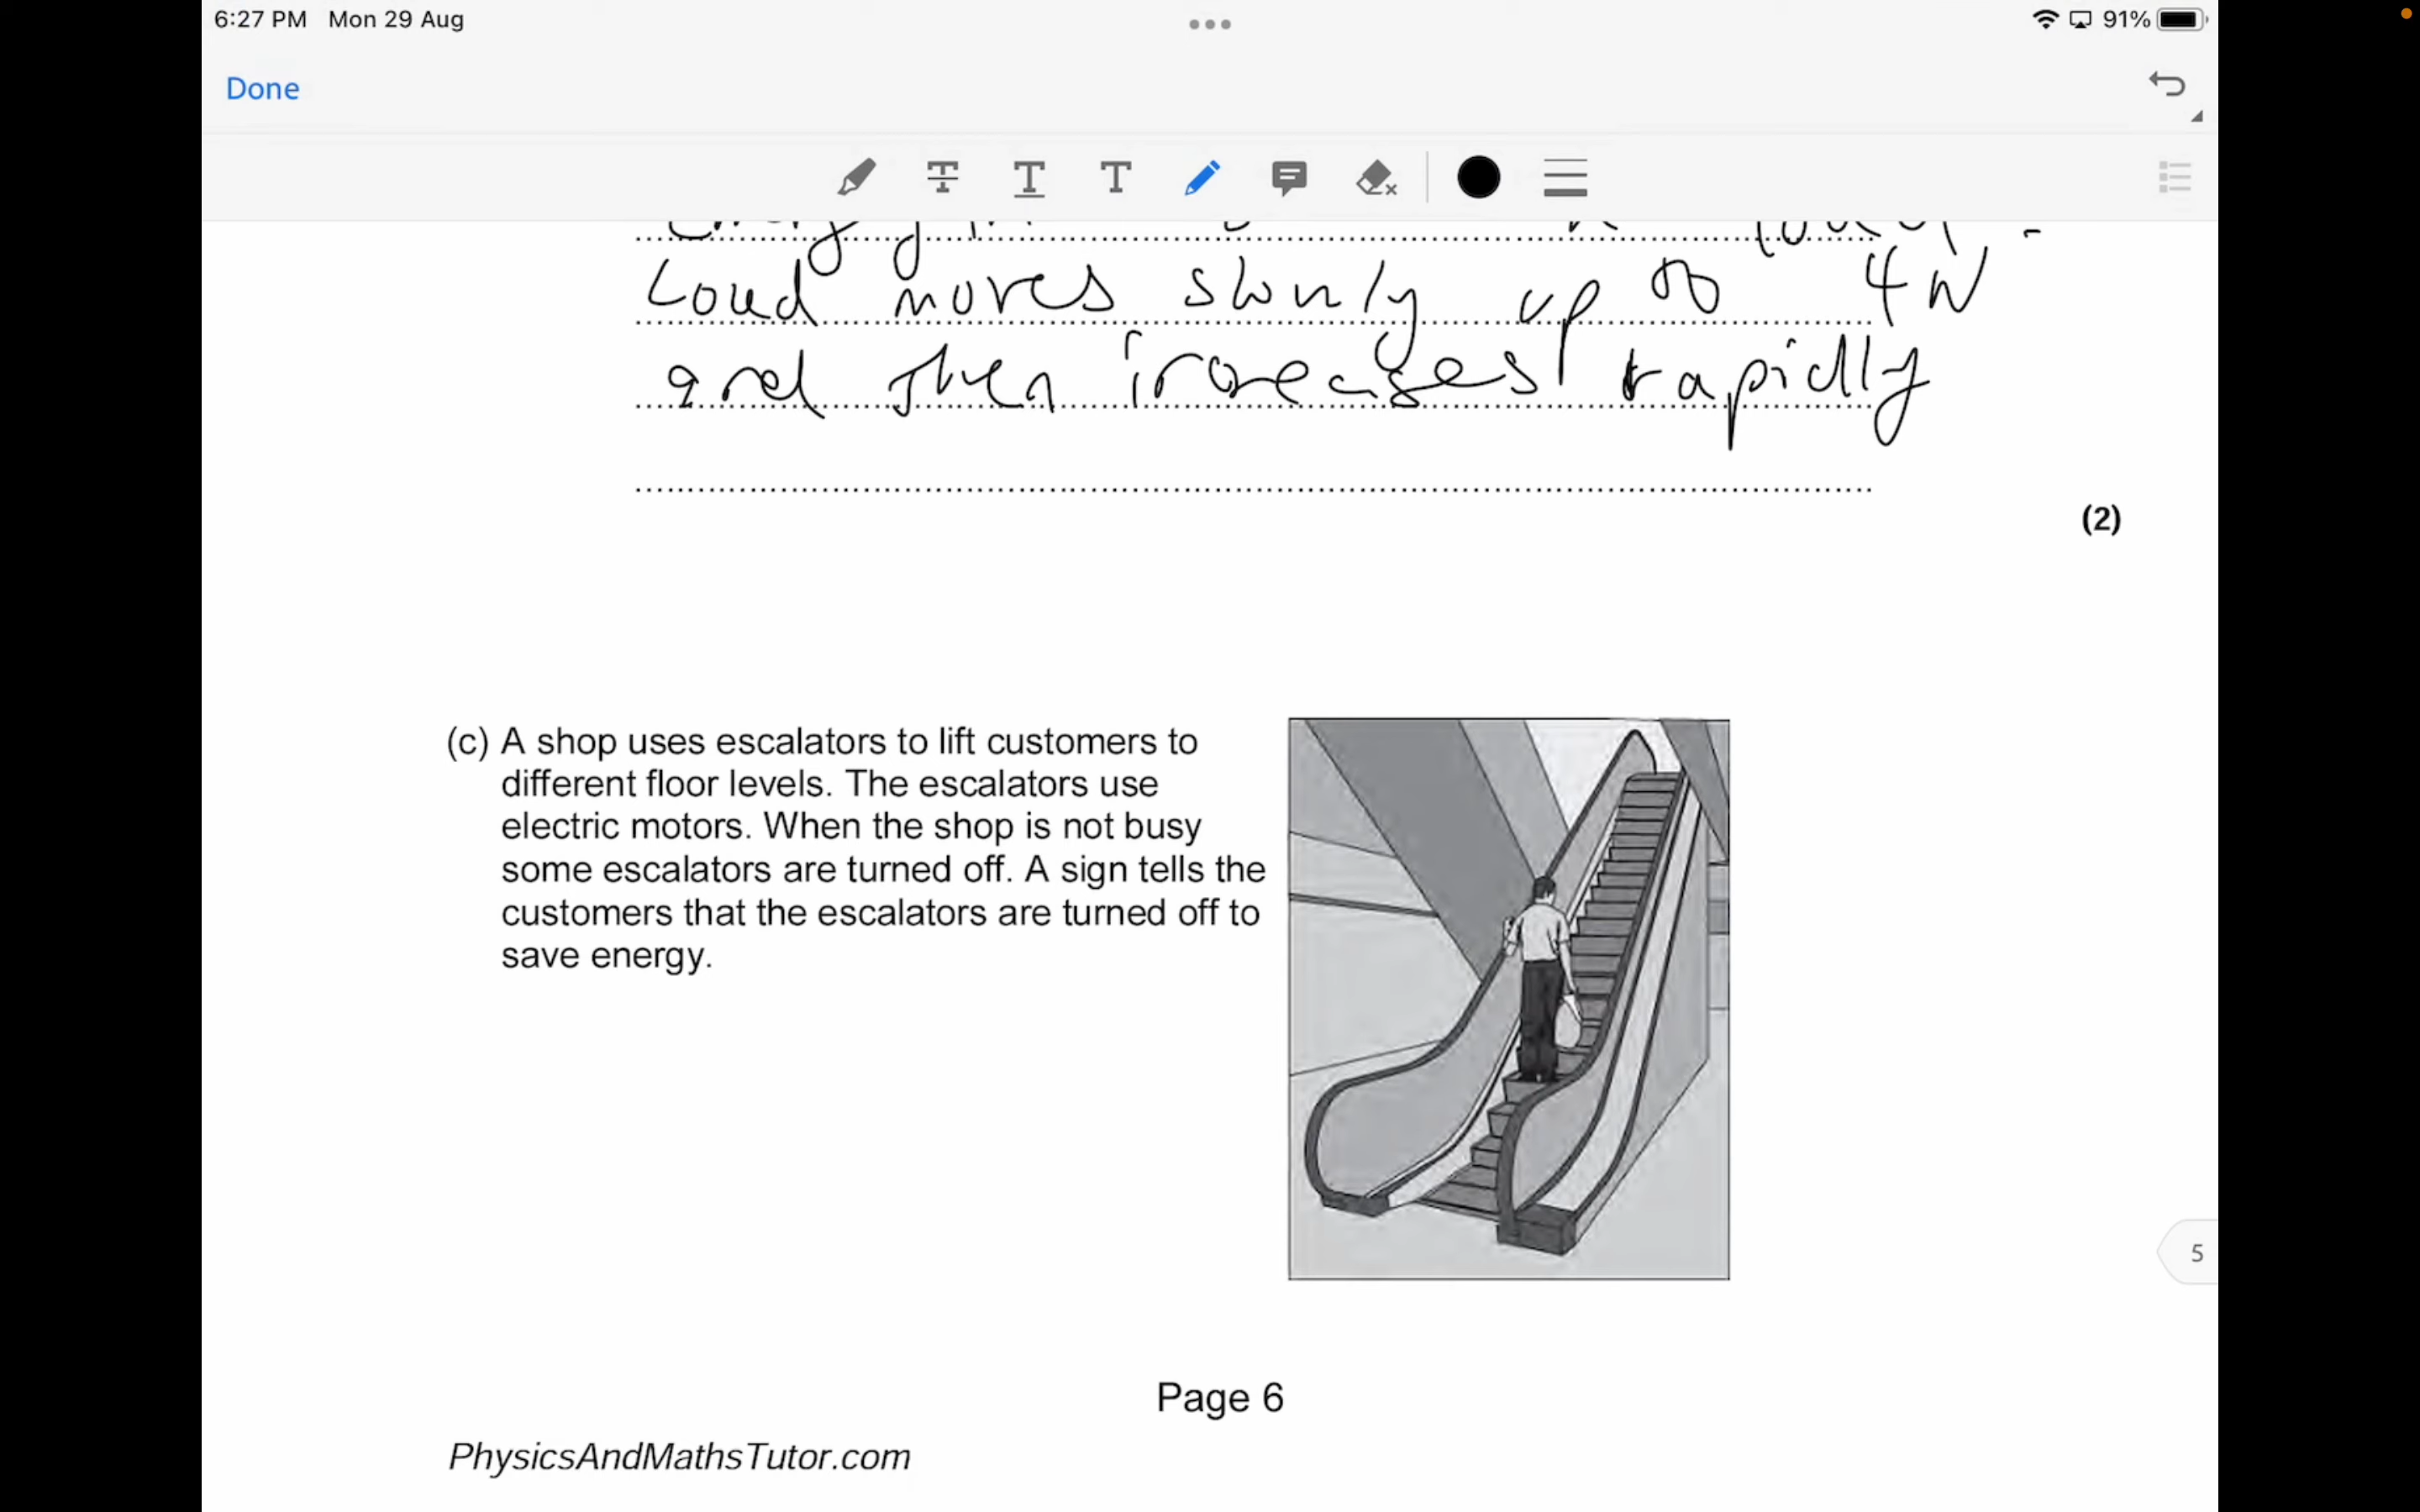 6:27 PM Mon 29 Aug
91%
Done
Load moves slowly up to 4N
and then increases rapidly
(2)
(c) A shop uses escalators to lift customers to
different floor levels. The escalators use
electric motors. When the shop is not busy
some escalators are turned off. A sign tells the
customers that the escalators are turned off to
save energy.
5
Page 6
PhysicsAndMathsTutor.com